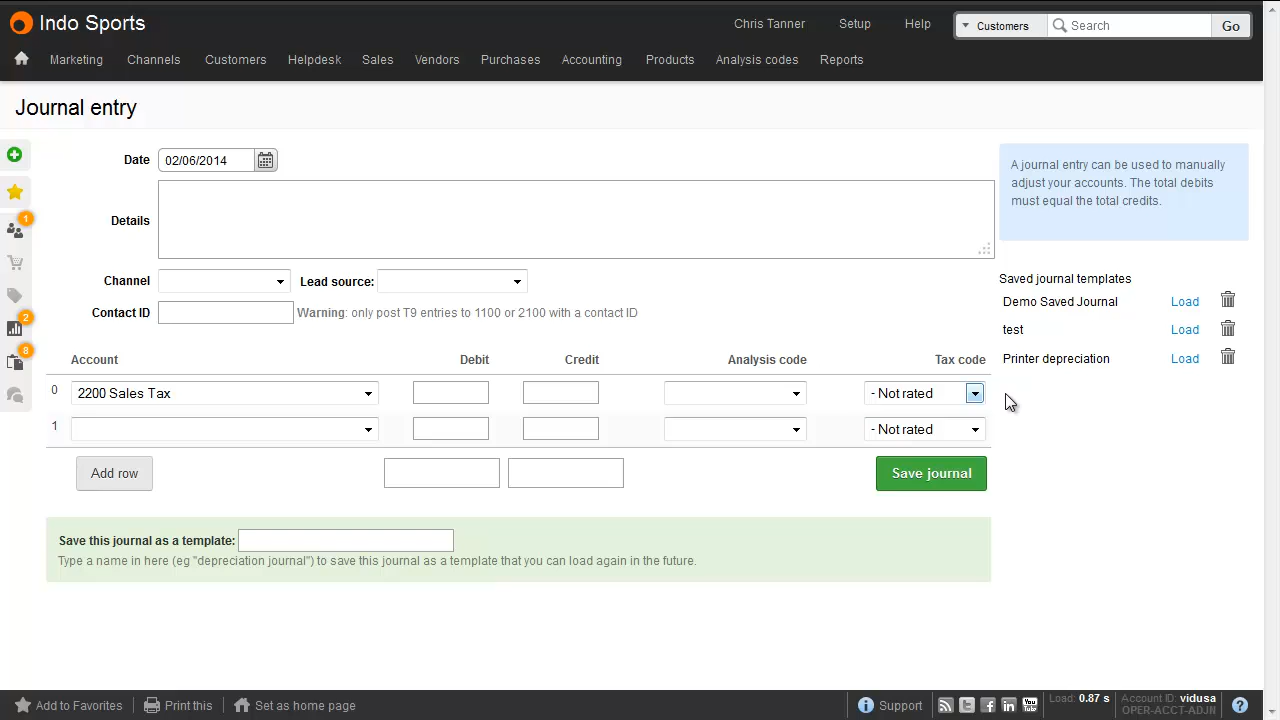 Indo Sports
Chris Tanner Setup Help Customers Search Go
Marketing Channels Customers Helpdesk Sales Vendors Purchases Accounting Products Analysis codes Reports
Journal entry
Date 02/06/2014
Details
Channel Lead source:
Contact ID Warning: only post T9 entries to 1100 or 2100 with a contact ID
A journal entry can be used to manually
adjust your accounts. The total debits
must equal the total credits.
Saved journal templates
Demo Saved Journal Load
test Load
Printer depreciation Load
1
2
8
Account Debit Credit Analysis code Tax code
0 2200 Sales Tax - Not rated
1 - Not rated
Add row Save journal
Save this journal as a template:
Type a name in here (eg "depreciation journal") to save this journal as a template that you can load again in the future.
Add to Favorites Print this Set as home page Support You Tube Load: 0.87 s Account ID: vidusa
OPER-ACCT-ADJN